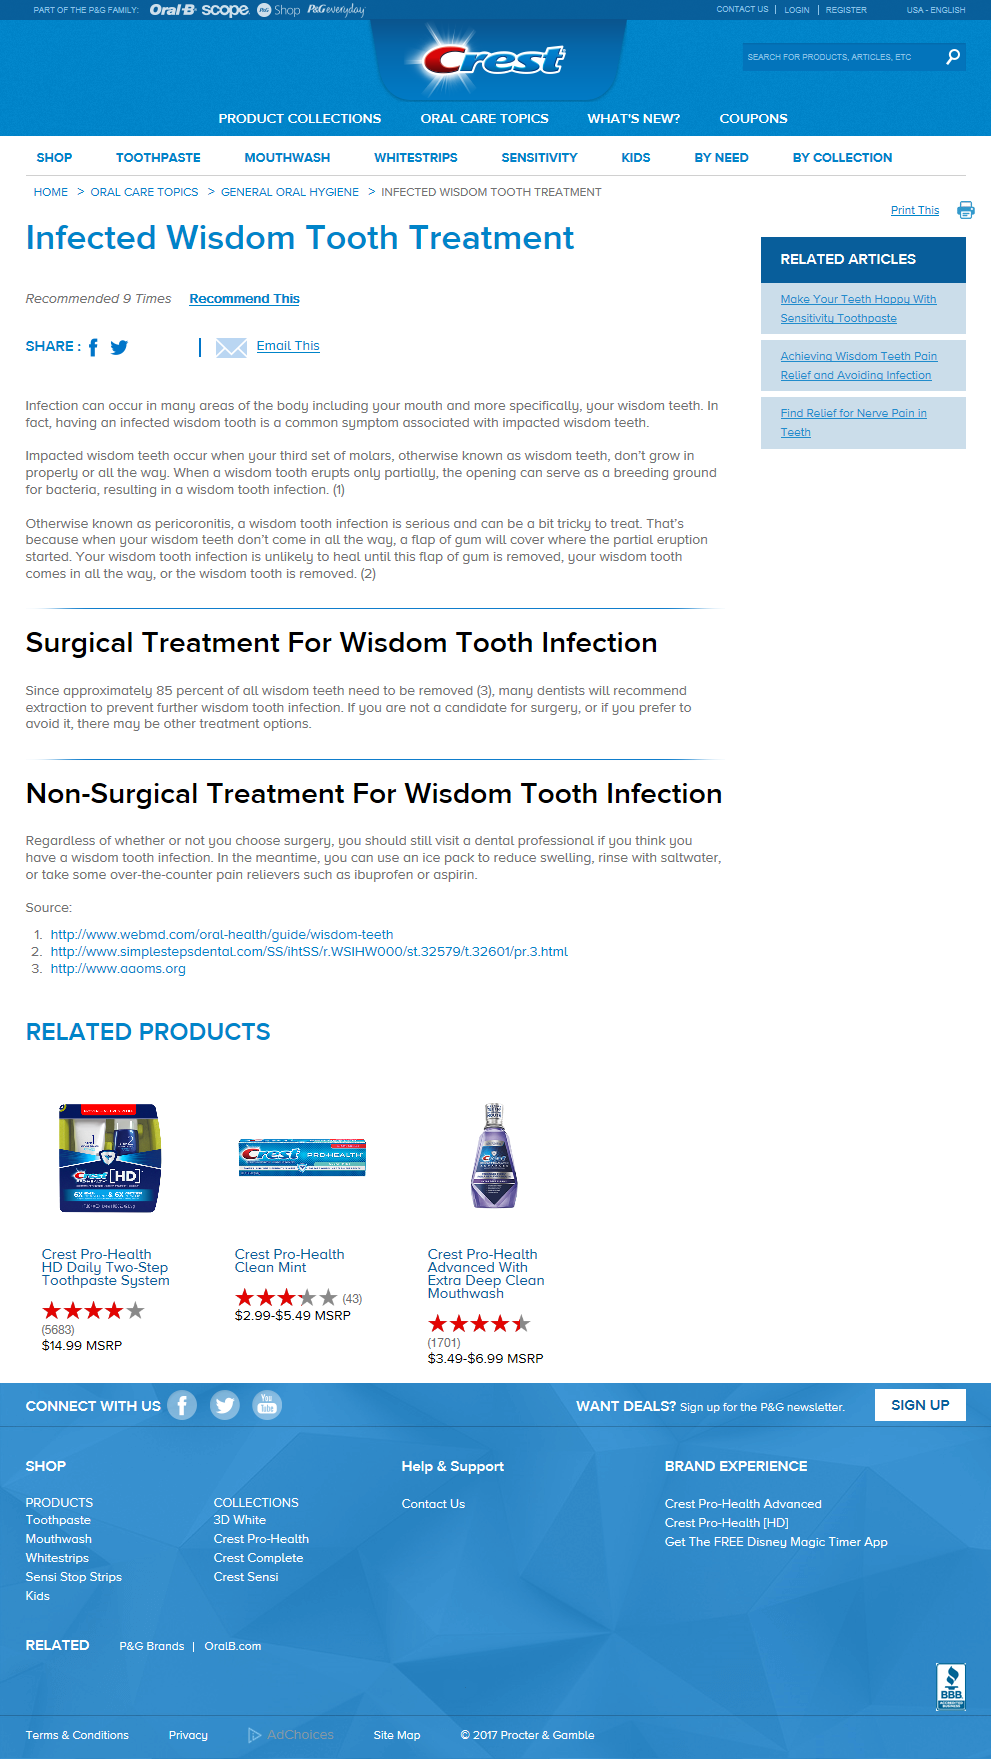 PART OF THE P&G FAMILY: Oral-B scope P&G Shop P&G everyday CONTACT US | LOGIN | REGISTER USA - ENGLISH
Crest
SEARCH FOR PRODUCTS, ARTICLES, ETC
PRODUCT COLLECTIONS ORAL CARE TOPICS WHAT'S NEW? COUPONS
SHOP TOOTHPASTE MOUTHWASH WHITESTRIPS SENSITIVITY KIDS BY NEED BY COLLECTION
HOME > ORAL CARE TOPICS > GENERAL ORAL HYGIENE > INFECTED WISDOM TOOTH TREATMENT
Print This
Infected Wisdom Tooth Treatment
Recommended 9 Times Recommend This
SHARE : | Email This
RELATED ARTICLES
Make Your Teeth Happy With
Sensitivity Toothpaste
Achieving Wisdom Teeth Pain
Relief and Avoiding Infection
Find Relief for Nerve Pain in
Teeth
Infection can occur in many areas of the body including your mouth and more specifically, your wisdom teeth. In
fact, having an infected wisdom tooth is a common symptom associated with impacted wisdom teeth.
Impacted wisdom teeth occur when your third set of molars, otherwise known as wisdom teeth, don't grow in
properly or all the way. When a wisdom tooth erupts only partially, the opening can serve as a breeding ground
for bacteria, resulting in a wisdom tooth infection. (1)
Otherwise known as pericoronitis, a wisdom tooth infection is serious and can be a bit tricky to treat. That's
because when your wisdom teeth don't come in all the way, a flap of gum will cover where the partial eruption
started. Your wisdom tooth infection is unlikely to heal until this flap of gum is removed, your wisdom tooth
comes in all the way, or the wisdom tooth is removed. (2)
Surgical Treatment For Wisdom Tooth Infection
Since approximately 85 percent of all wisdom teeth need to be removed (3), many dentists will recommend
extraction to prevent further wisdom tooth infection. If you are not a candidate for surgery, or if you prefer to
avoid it, there may be other treatment options.
Non-Surgical Treatment For Wisdom Tooth Infection
Regardless of whether or not you choose surgery, you should still visit a dental professional if you think you
have a wisdom tooth infection. In the meantime, you can use an ice pack to reduce swelling, rinse with saltwater,
or take some over-the-counter pain relievers such as ibuprofen or aspirin.
Source:
1. http://www.webmd.com/oral-health/guide/wisdom-teeth
2. http://www.simplestepsdental.com/SS/ihtSS/r.WSIHW000/st.32579/t.32601/pr.3.html
3. http://www.aaoms.org
RELATED PRODUCTS
1 2
Crest
[HD]
Crest PRO-HEALTH
Crest Pro-Health
HD Daily Two-Step
Toothpaste System
(5683)
$14.99 MSRP
Crest Pro-Health
Clean Mint
(43)
$2.99-$5.49 MSRP
Crest Pro-Health
Advanced With
Extra Deep Clean
Mouthwash
(1701)
$3.49-$6.99 MSRP
CONNECT WITH US You Tube WANT DEALS? Sign up for the P&G newsletter. SIGN UP
SHOP
PRODUCTS
Toothpaste
Mouthwash
Whitestrips
Sensi Stop Strips
Kids
COLLECTIONS
3D White
Crest Pro-Health
Crest Complete
Crest Sensi
Help & Support
Contact Us
BRAND EXPERIENCE
Crest Pro-Health Advanced
Crest Pro-Health [HD]
Get The FREE Disney Magic Timer App
RELATED P&G Brands | OralB.com
BBB
ACCREDITED
BUSINESS
Terms & Conditions Privacy AdChoices Site Map © 2017 Procter & Gamble